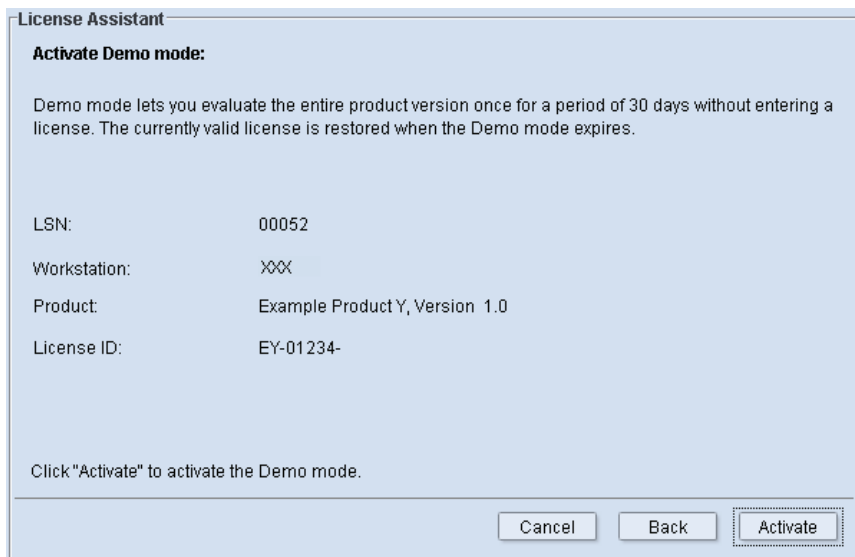 License Assistant
Activate Demo mode:
Demo mode lets you evaluate the entire product version once for a period of 30 days without entering a
license. The currently valid license is restored when the Demo mode expires.
LSN: 00052
Workstation: XXX
Product: Example Product Y, Version 1.0
License ID: EY-01234-
Click "Activate" to activate the Demo mode.
Cancel Back Activate